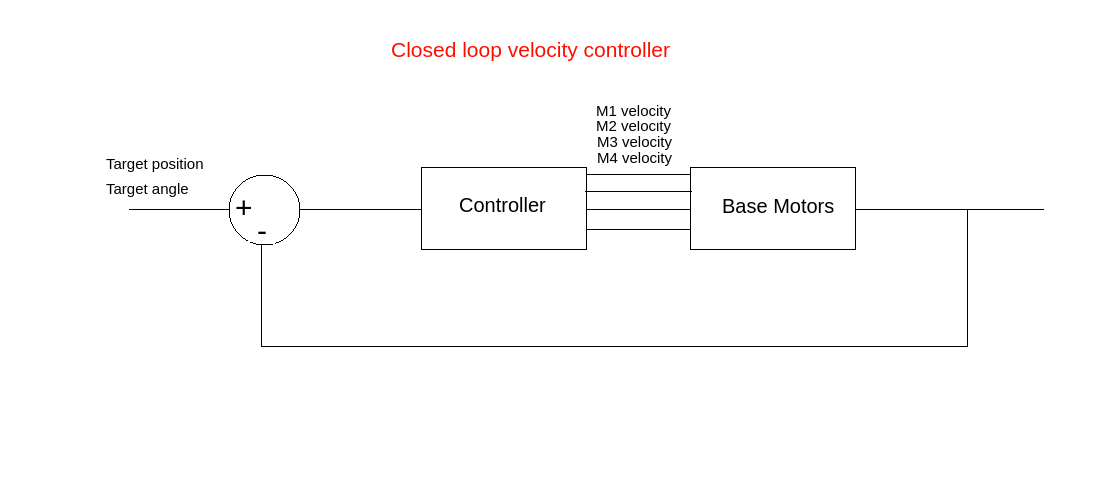 Closed loop velocity controller
M1 velocity
M2 velocity
M3 velocity
M4 velocity
Target position
Target angle
+
-
Controller
Base Motors